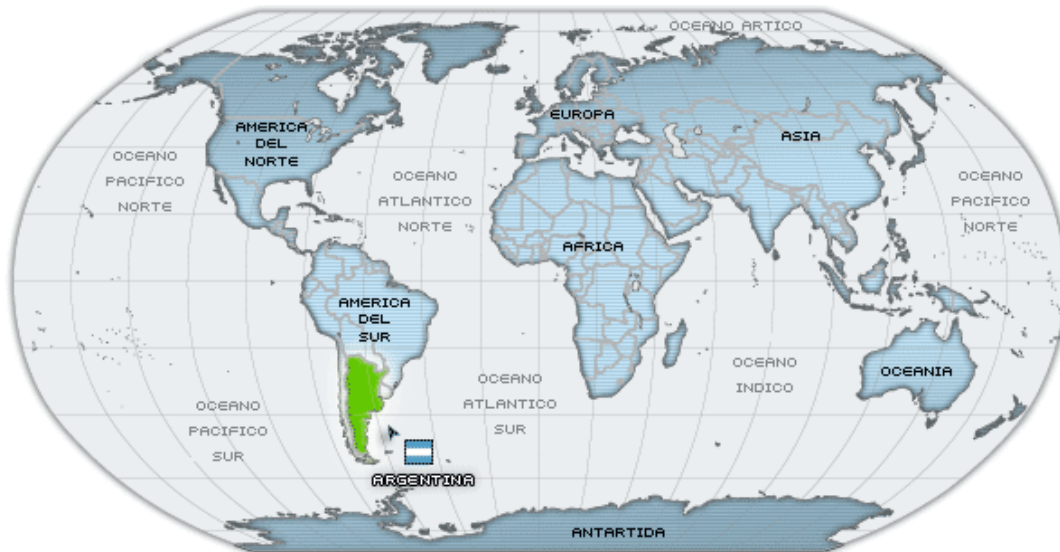 OCEANO ARTICO
EUROPA
AMERICA
DEL
NORTE
ASIA
OCEANO
PACIFICO
NORTE
OCEANO
ATLANTICO
NORTE
OCEANO
PACIFICO
NORTE
AFRICA
AMERICA
DEL
SUR
OCEANO
INDICO
OCEANIA
OCEANO
ATLANTICO
SUR
OCEANO
PACIFICO
SUR
ARGENTINA
ANTARTIDA